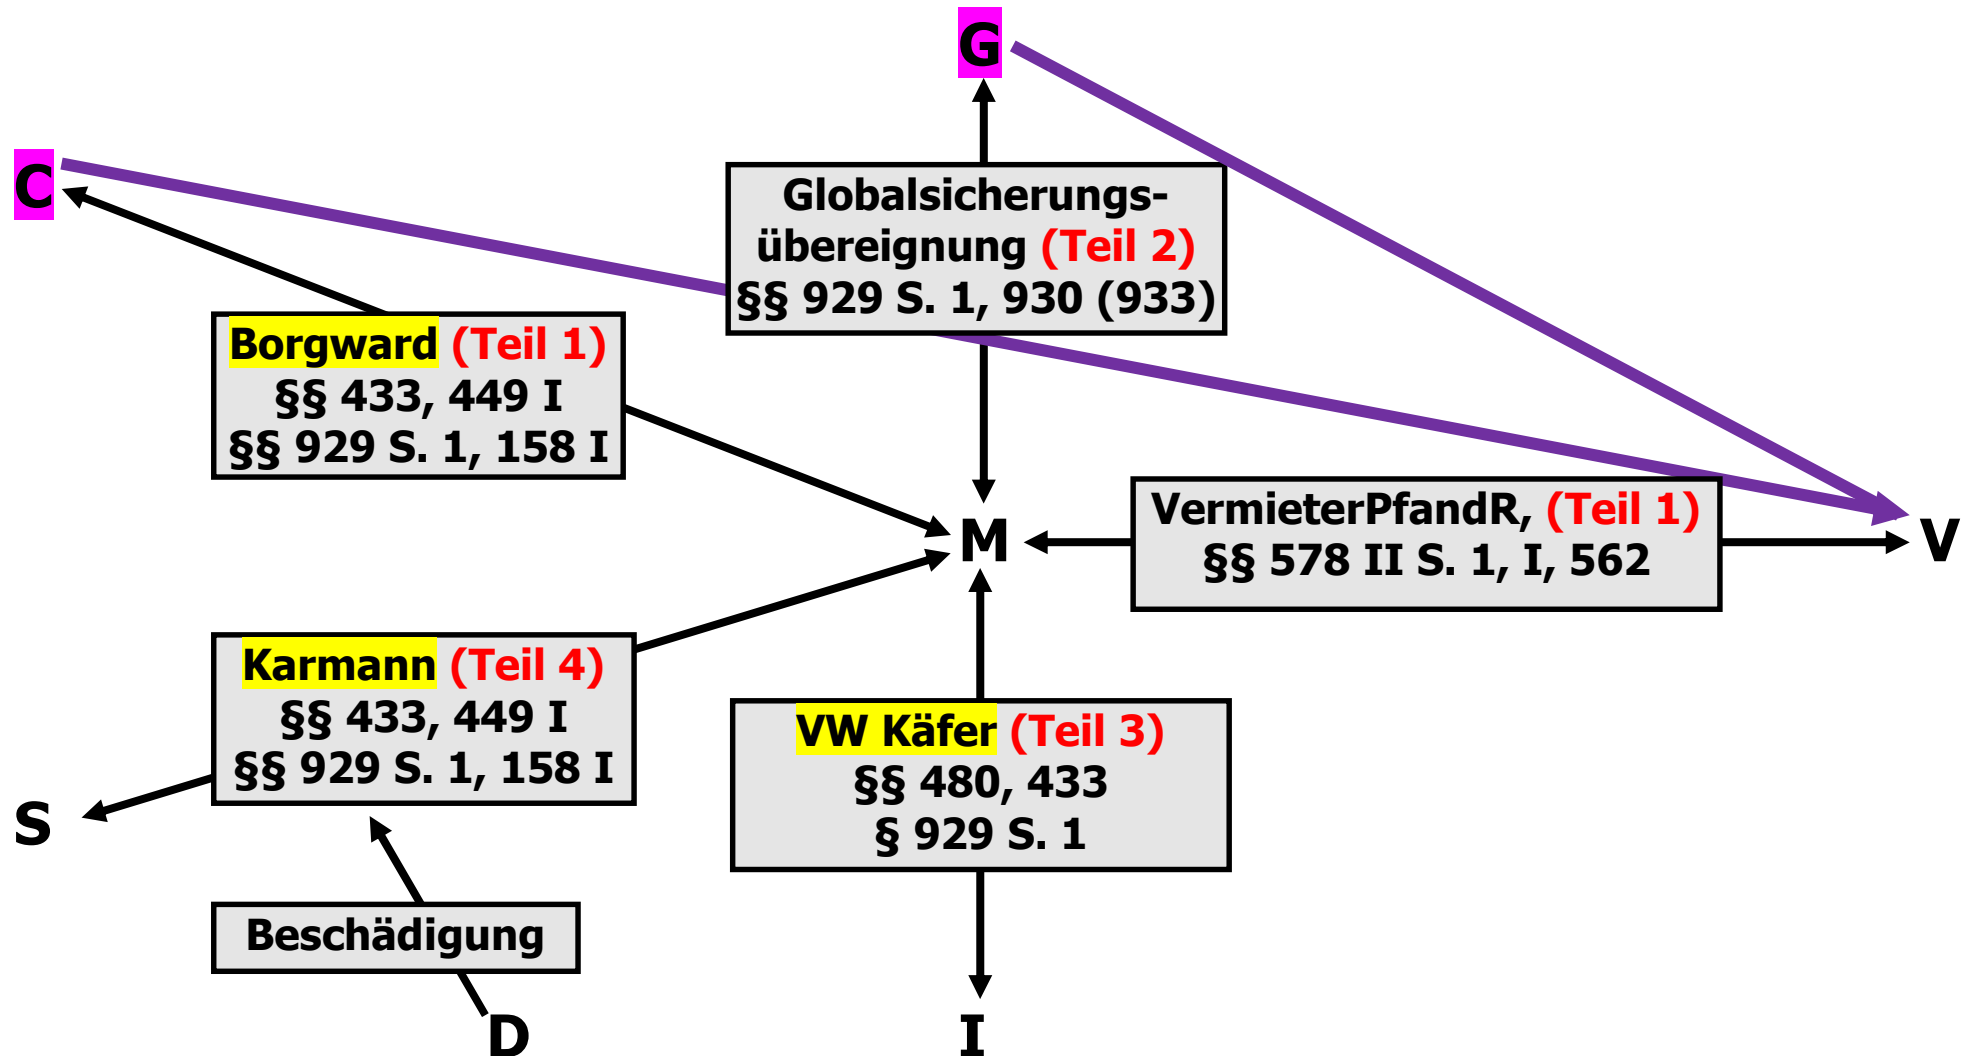 G
C
Globalsicherungs-
übereignung (Teil 2)
§§ 929 S. 1, 930 (933)
Borgward (Teil 1)
§§ 433, 449 I
§§ 929 S. 1, 158 I
M
VermieterPfandR, (Teil 1)
§§ 578 II S. 1, I, 562
V
Karmann (Teil 4)
§§ 433, 449 I
§§ 929 S. 1, 158 I
VW Käfer (Teil 3)
§§ 480, 433
§ 929 S. 1
S
Beschädigung
D
I